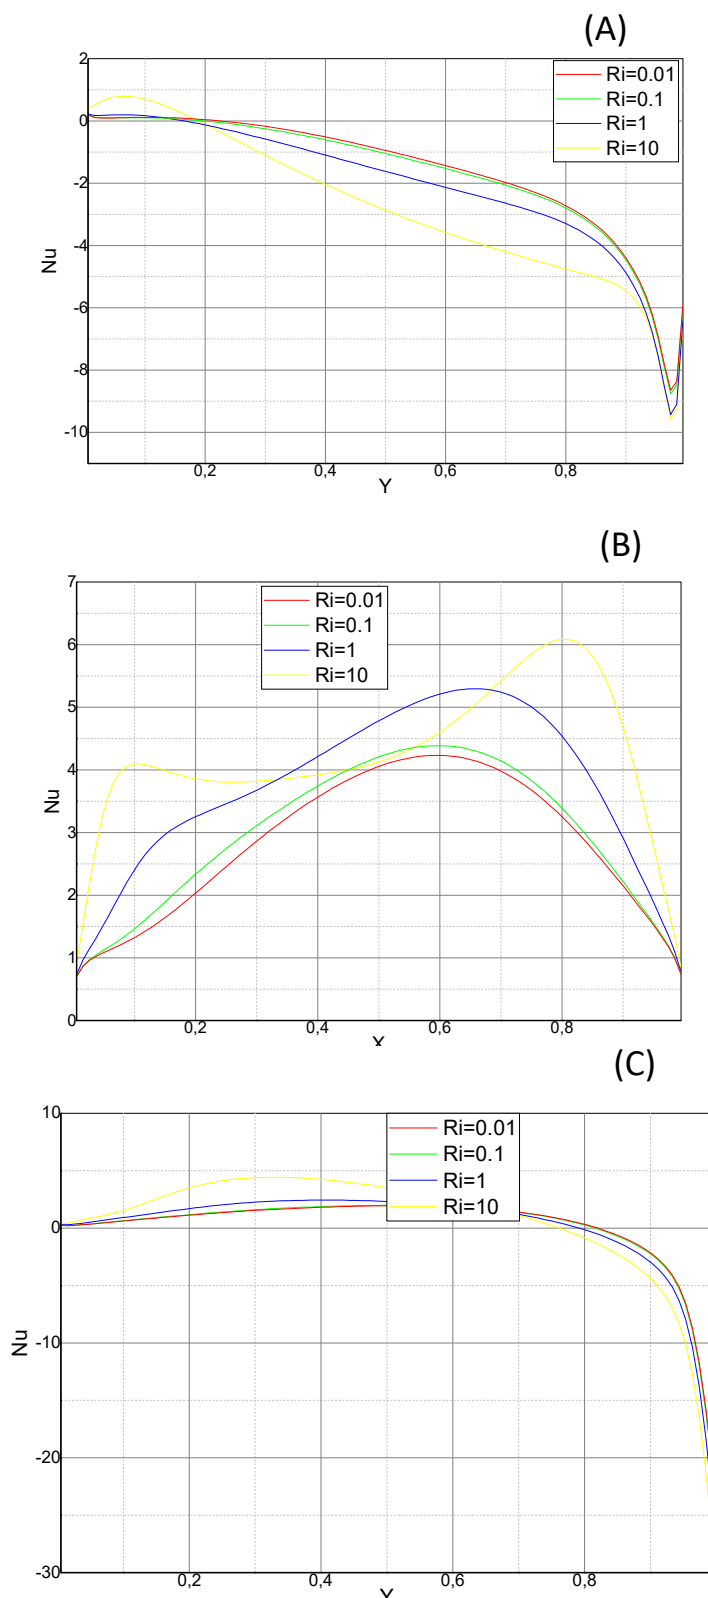 (A)
2
0
-2
-4
-6
-8
-10
Nu
Ri=0.01
Ri=0.1
Ri=1
Ri=10
0,2 0,4 0,6 0,8
Y
(B)
7
6
5
4
3
2
1
0
Nu
Ri=0.01
Ri=0.1
Ri=1
Ri=10
0,2 0,4 0,6 0,8
X
(C)
10
0
-10
-20
-30
Nu
Ri=0.01
Ri=0.1
Ri=1
Ri=10
0,2 0,4 0,6 0,8
Y